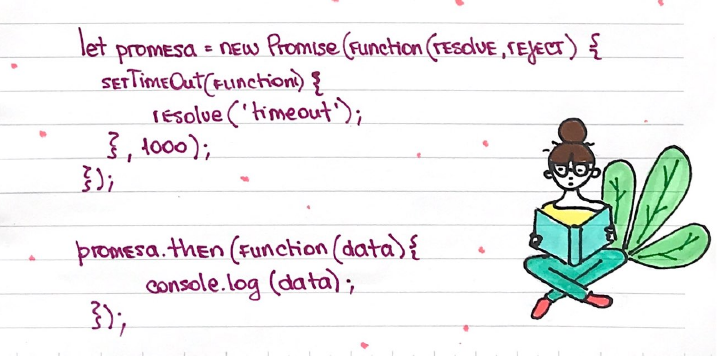 let promesa = new Promise(function(resolve, reject) {
setTimeOut(function() {
resolve('timeout');
}, 1000);
});
promesa.then(function(data){
console.log(data);
});